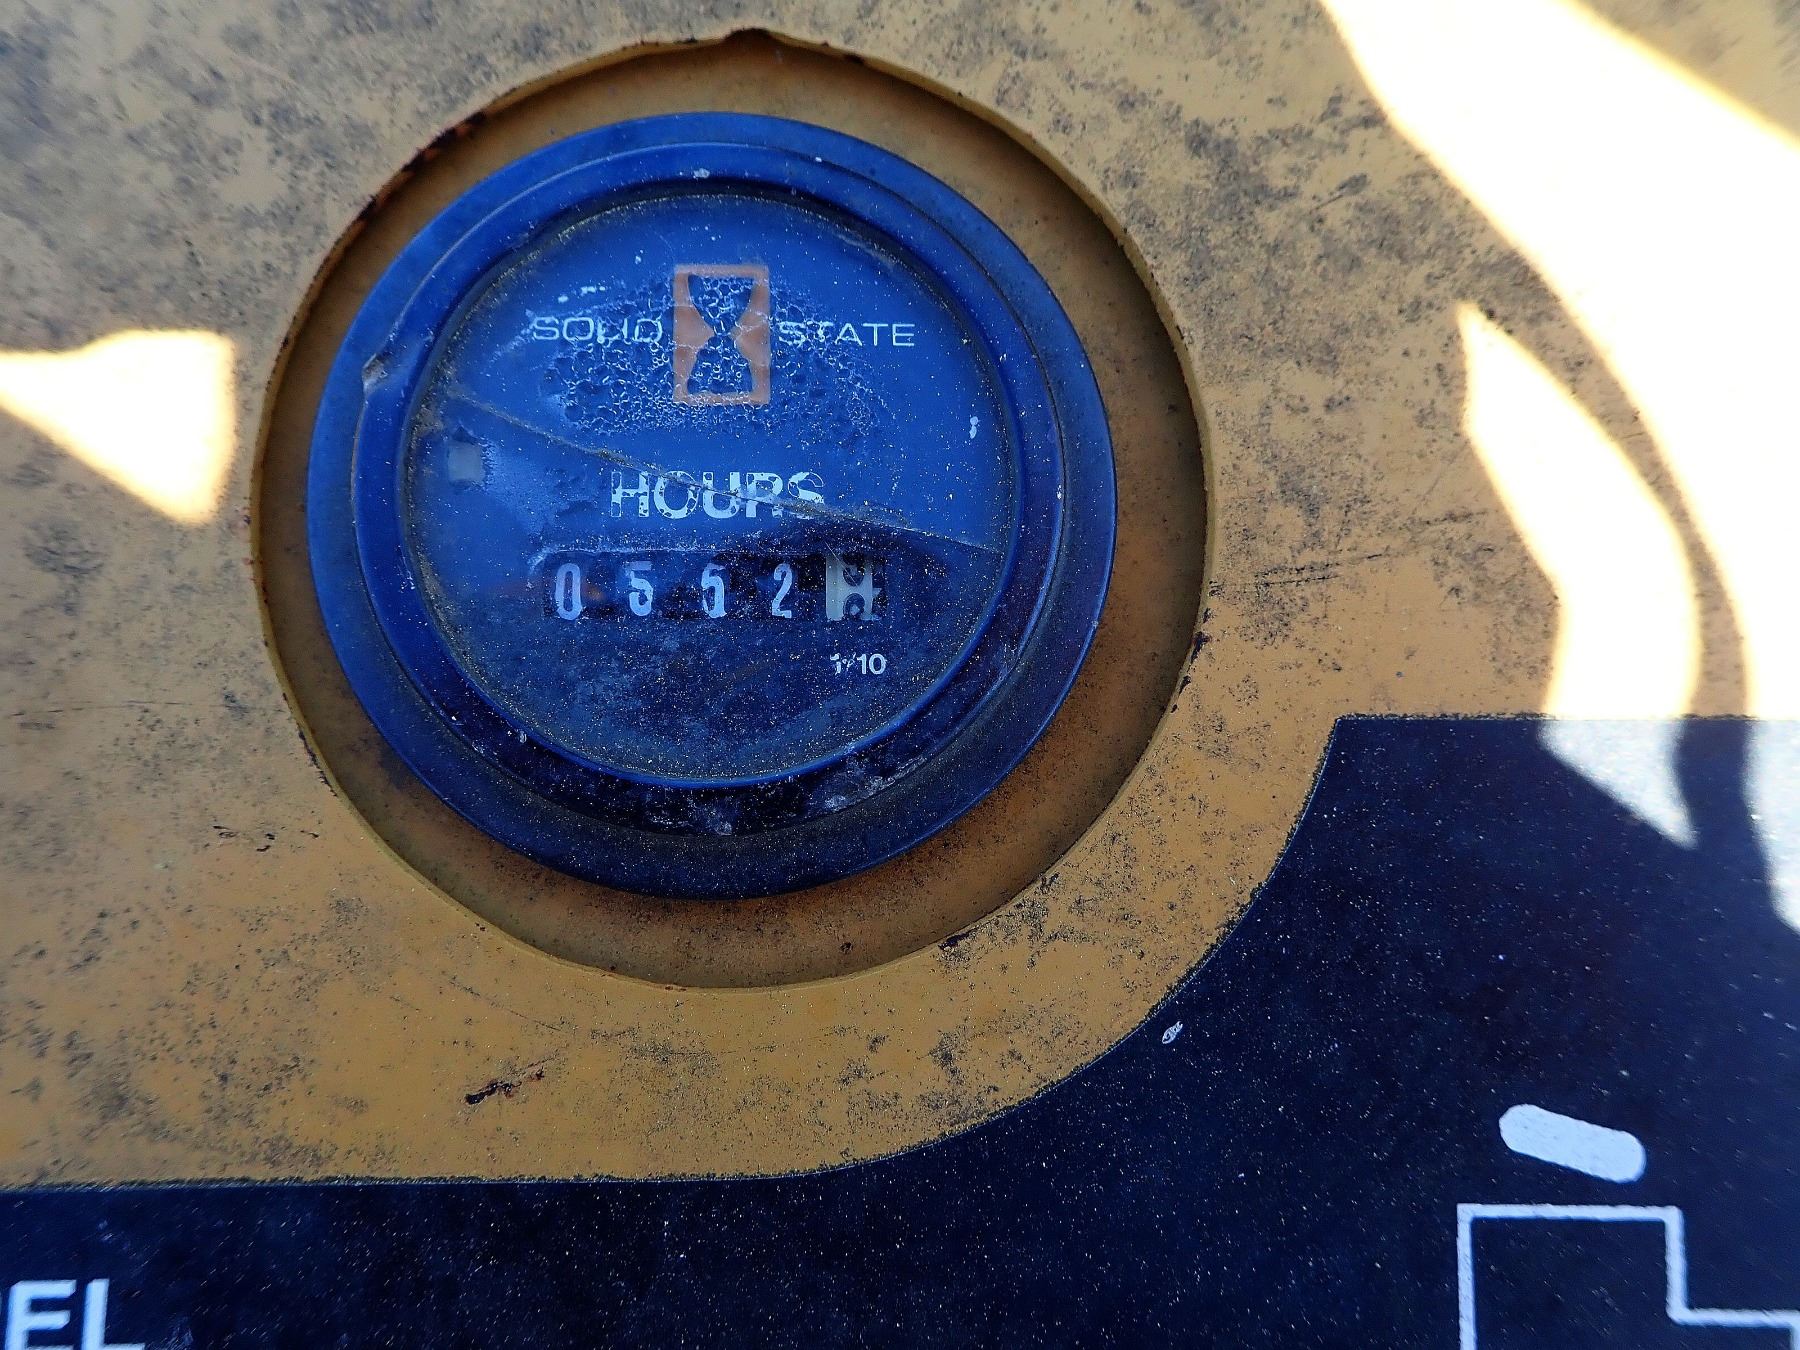 SOLID STATE
HOURS
0552
1/10